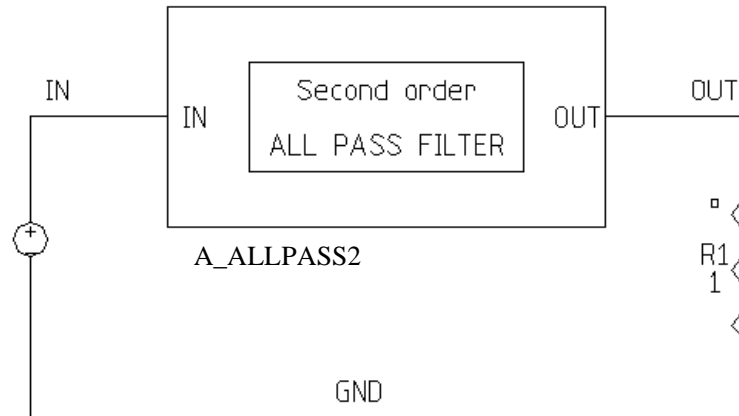 IN
OUT
Second order
IN
OUT
ALL PASS FILTER
A_ALLPASS2
R1
1
GND